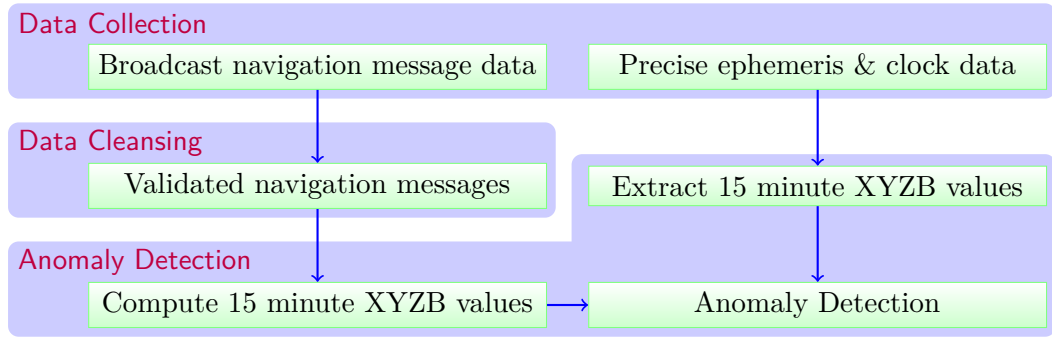 Data Collection
Broadcast navigation message data
Precise ephemeris & clock data
Data Cleansing
Validated navigation messages
Extract 15 minute XYZB values
Anomaly Detection
Compute 15 minute XYZB values
Anomaly Detection